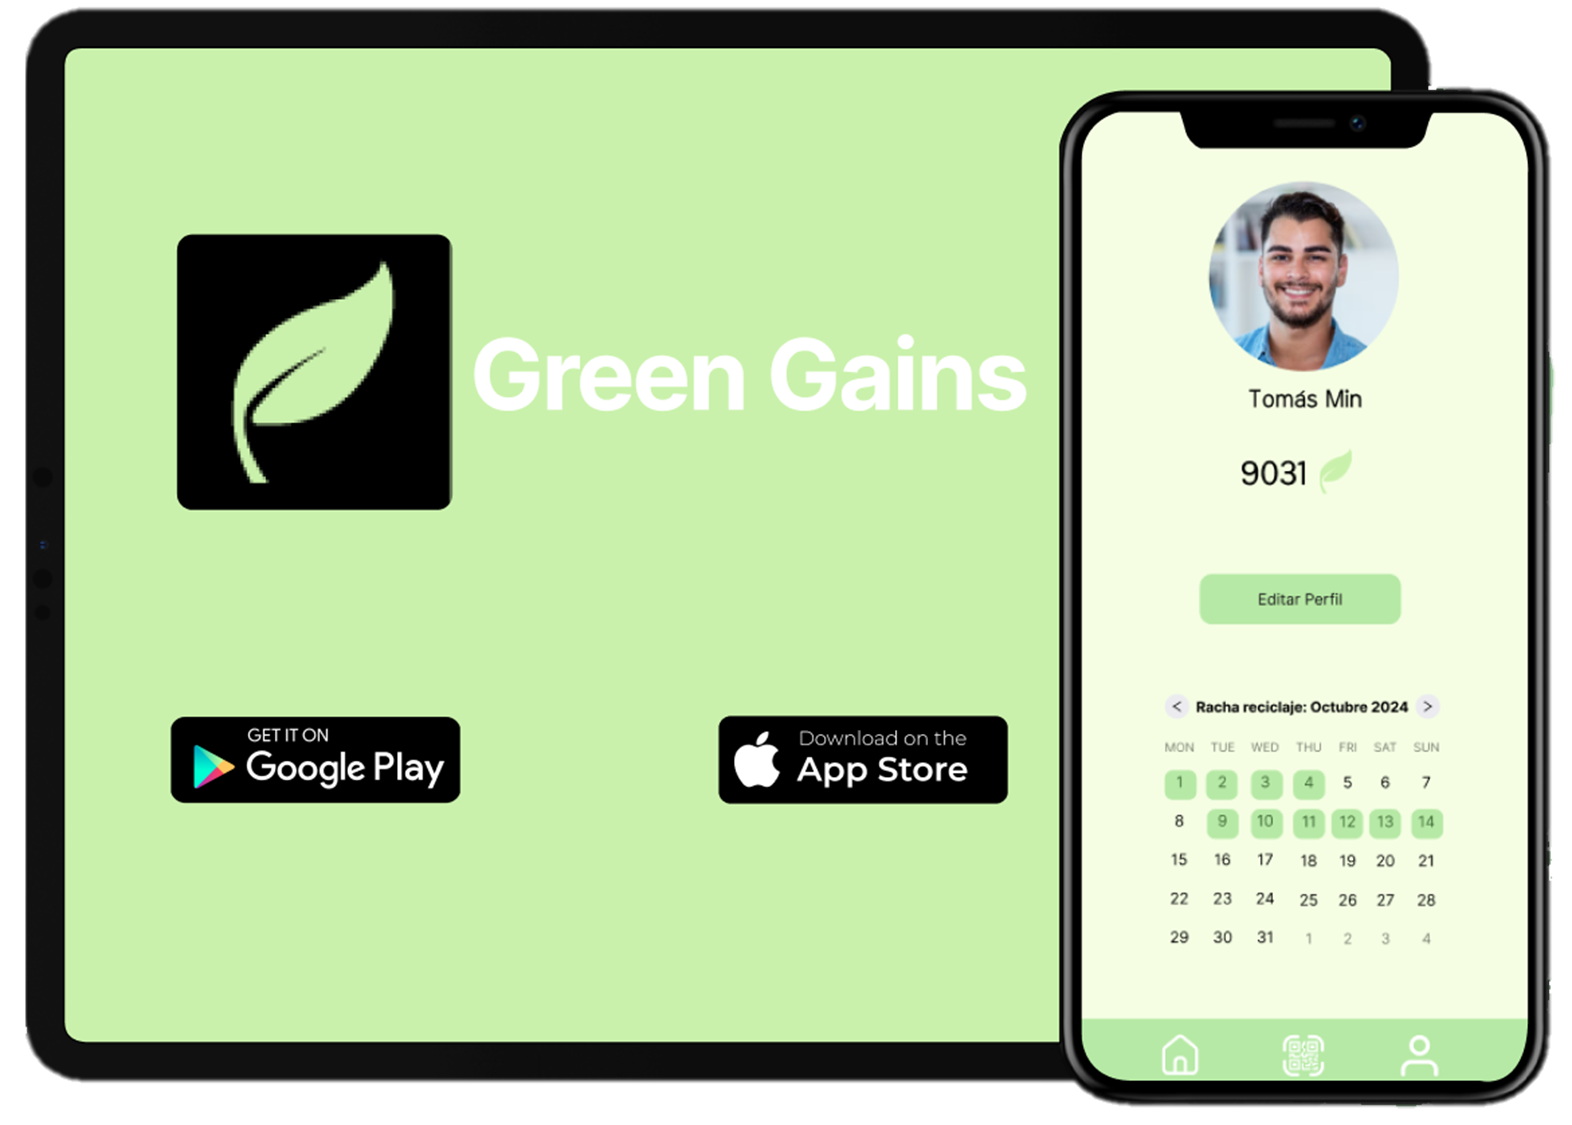 Green Gains
GET IT ON
Google Play
Download on the
App Store
Tomás Min
9031
Editar Perfil
< Racha reciclaje: Octubre 2024 >
MON TUE WED THU FRI SAT SUN
1 2 3 4 5 6 7
8 9 10 11 12 13 14
15 16 17 18 19 20 21
22 23 24 25 26 27 28
29 30 31 1 2 3 4